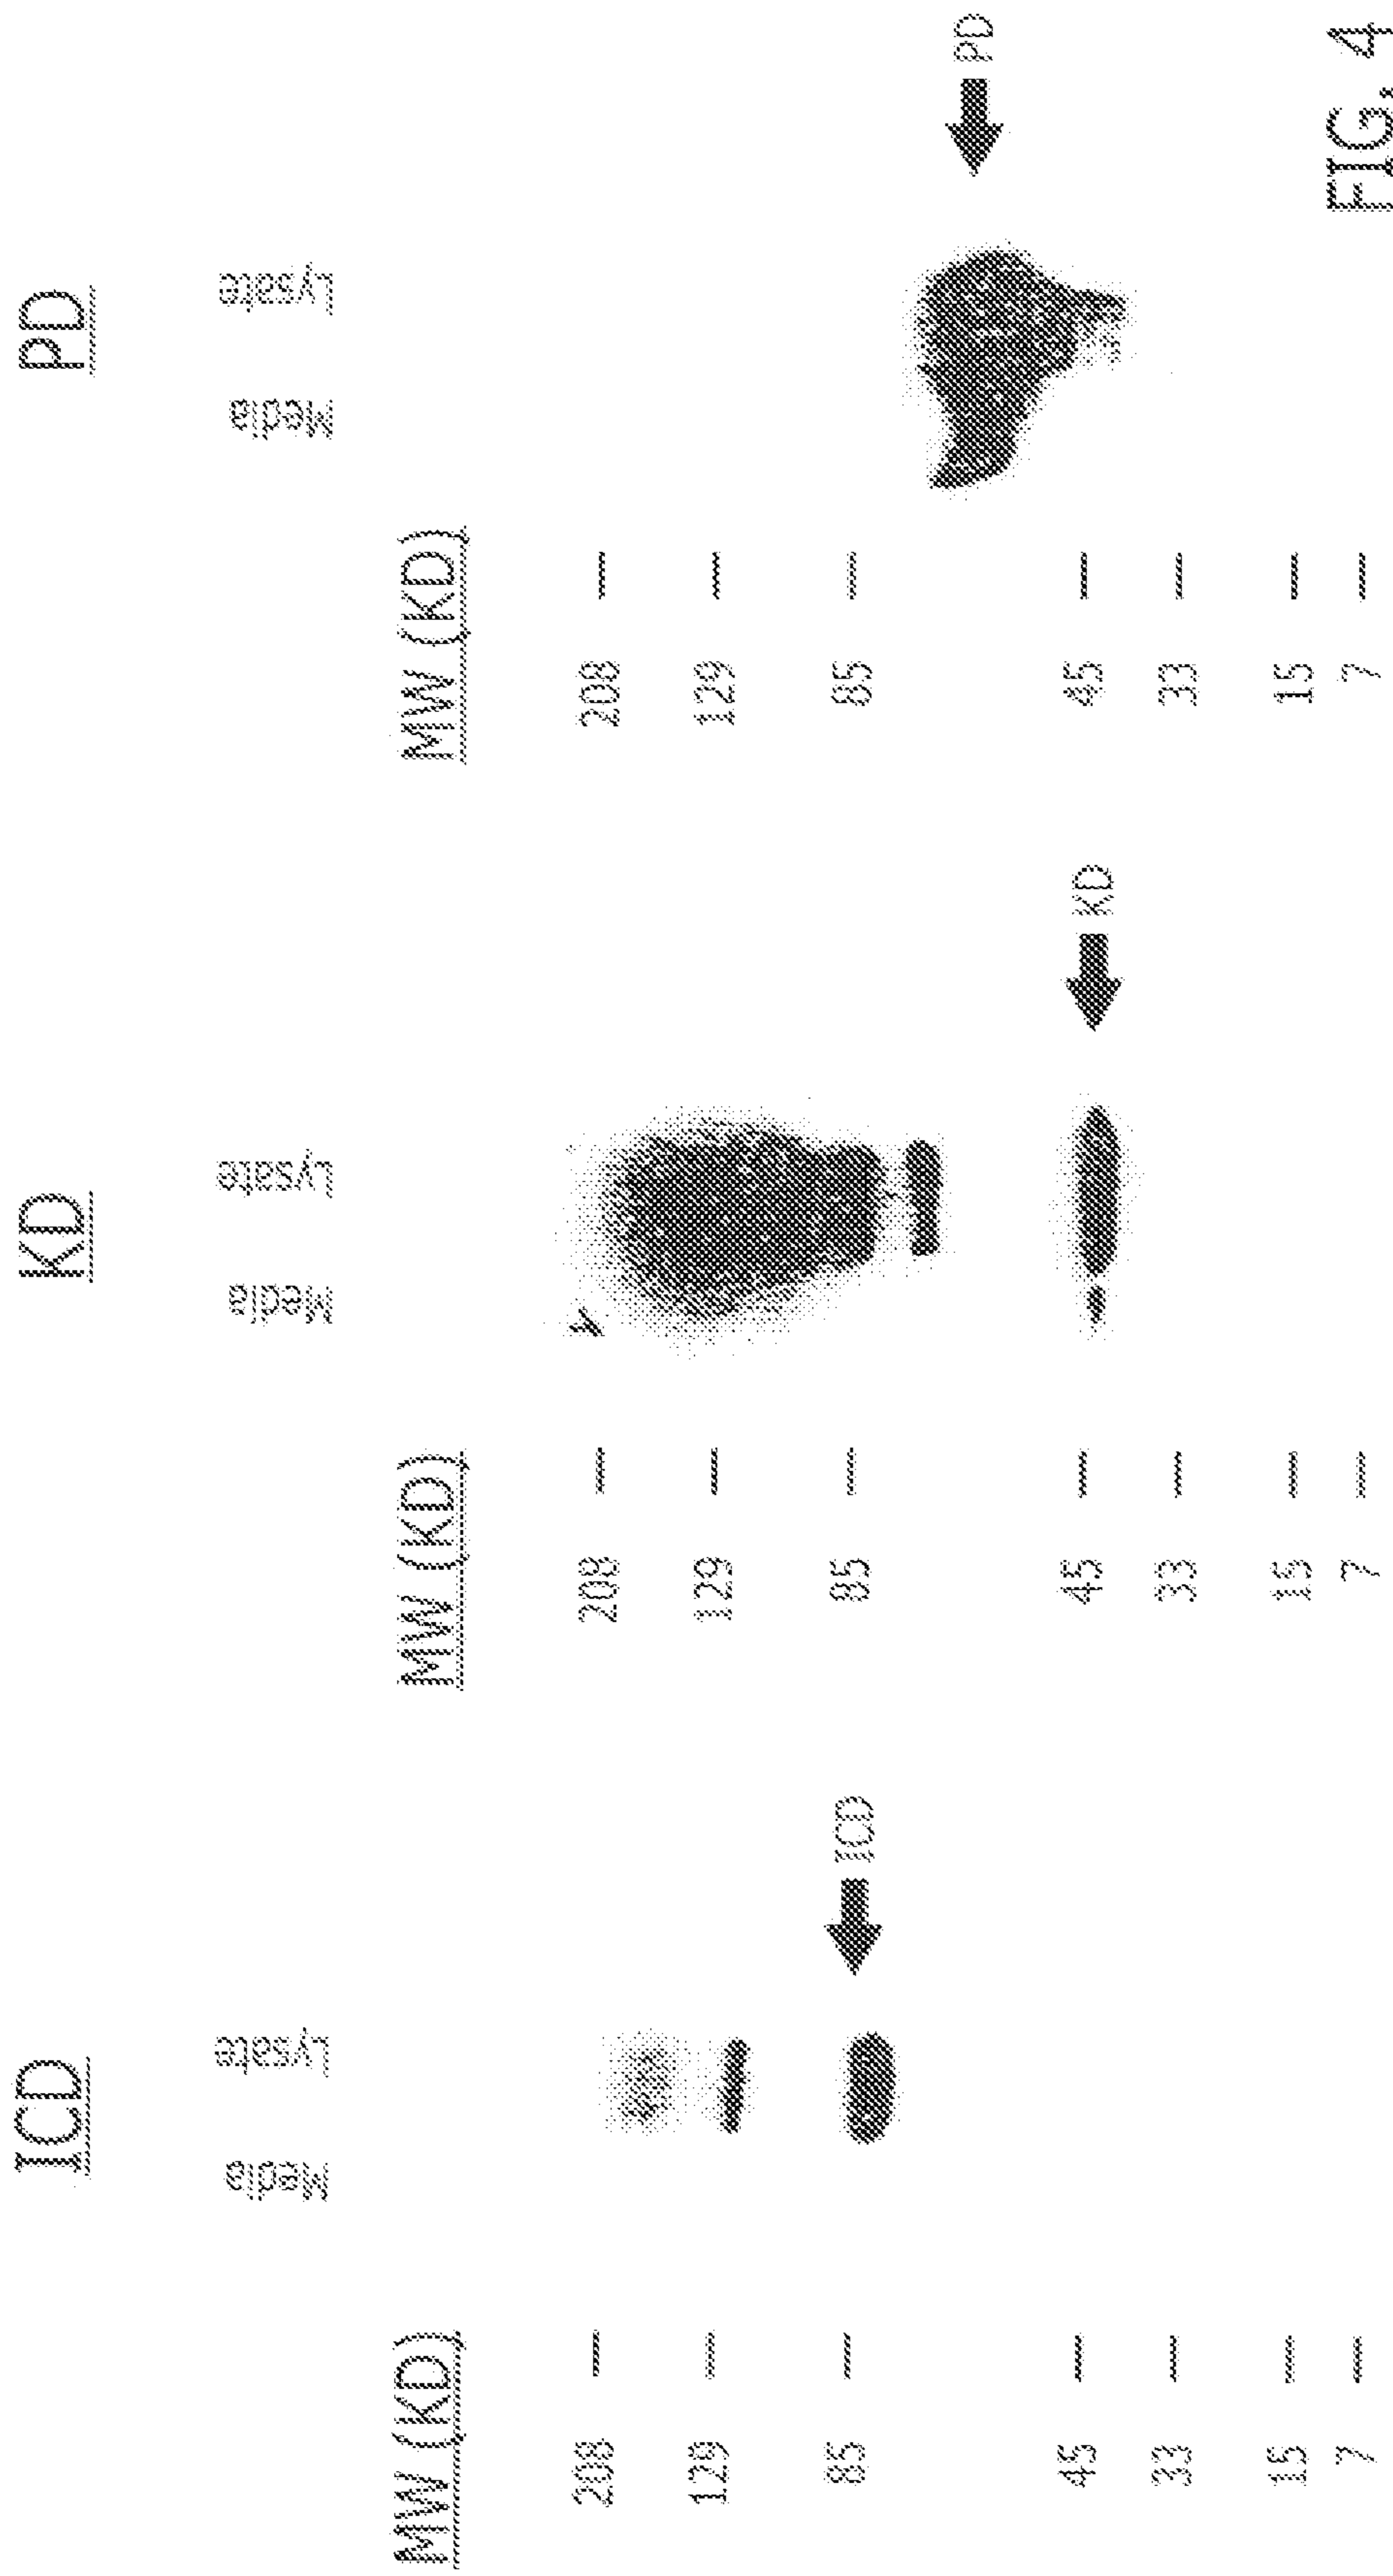 ICD
Media Lysate
MW (KD)
208
129
85
ICD
45
33
15
7
KD
Media Lysate
MW (KD)
208
129
85
45
KD
33
15
7
PD
Media Lysate
MW (KD)
208
129
85
PD
45
33
15
7
FIG. 4